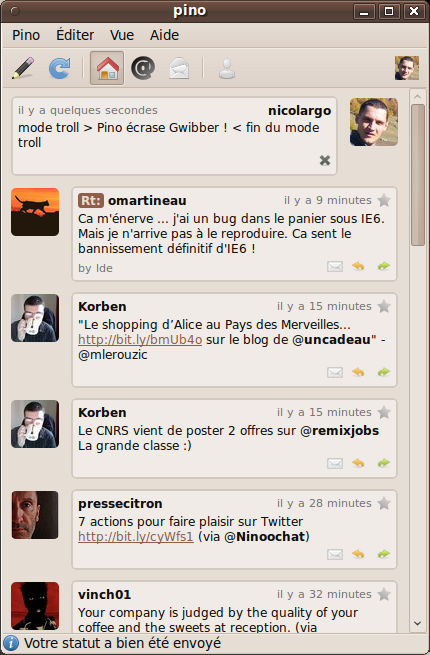 pino
Pino Éditer Vue Aide
il y a quelques secondes nicolargo
mode troll > Pino écrase Gwibber ! < fin du mode
troll
Rt: omartineau il y a 9 minutes
Ca m'énerve ... j'ai un bug dans le panier sous IE6.
Mais je n'arrive pas à le reproduire. Ca sent le
bannissement définitif d'IE6 !
by lde
Korben il y a 15 minutes
"Le shopping d’Alice au Pays des Merveilles...
http://bit.ly/bmUb4o sur le blog de @uncadeau" -
@mlerouzic
Korben il y a 15 minutes
Le CNRS vient de poster 2 offres sur @remixjobs
La grande classe :)
pressecitron il y a 28 minutes
7 actions pour faire plaisir sur Twitter
http://bit.ly/cyWfs1 (via @Ninoochat)
vinch01 il y a 32 minutes
Your company is judged by the quality of your
coffee and the sweets at reception. (via
Votre statut a bien été envoyé